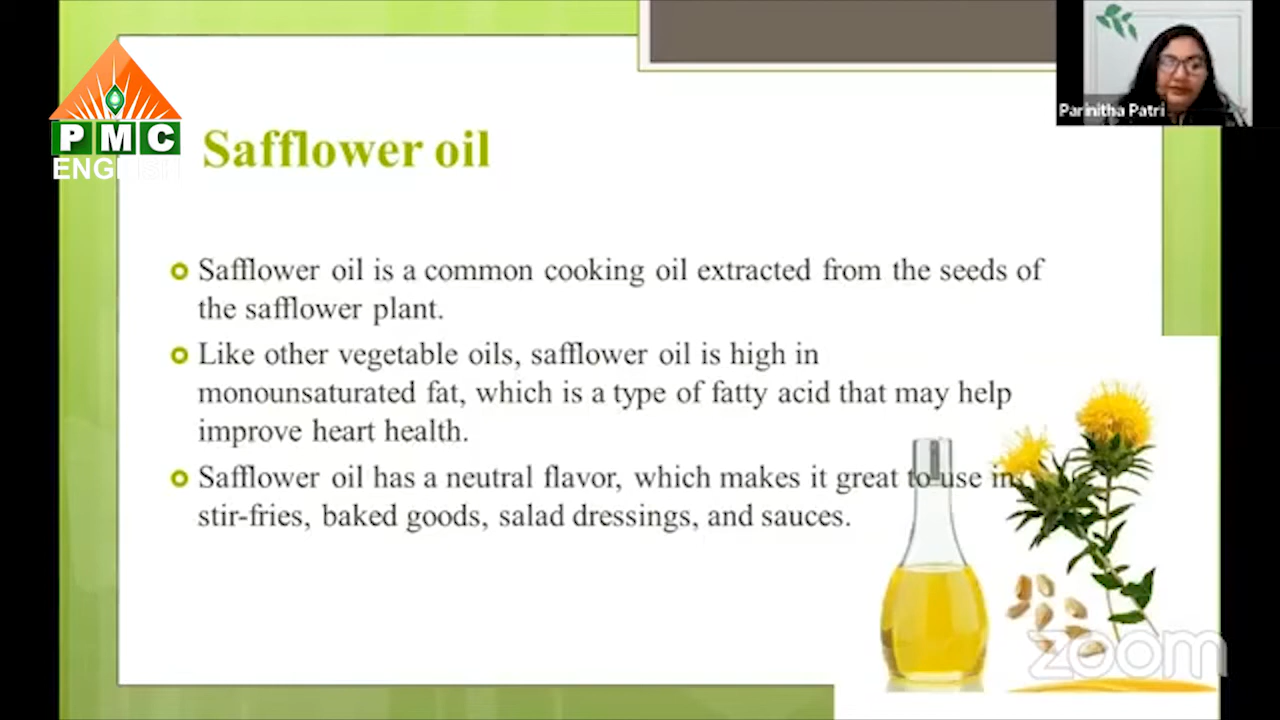 PMC
ENGLISH
Parinitha Patri
Safflower oil
Safflower oil is a common cooking oil extracted from the seeds of
the safflower plant.
Like other vegetable oils, safflower oil is high in
monounsaturated fat, which is a type of fatty acid that may help
improve heart health.
Safflower oil has a neutral flavor, which makes it great to use in
stir-fries, baked goods, salad dressings, and sauces.
zoom